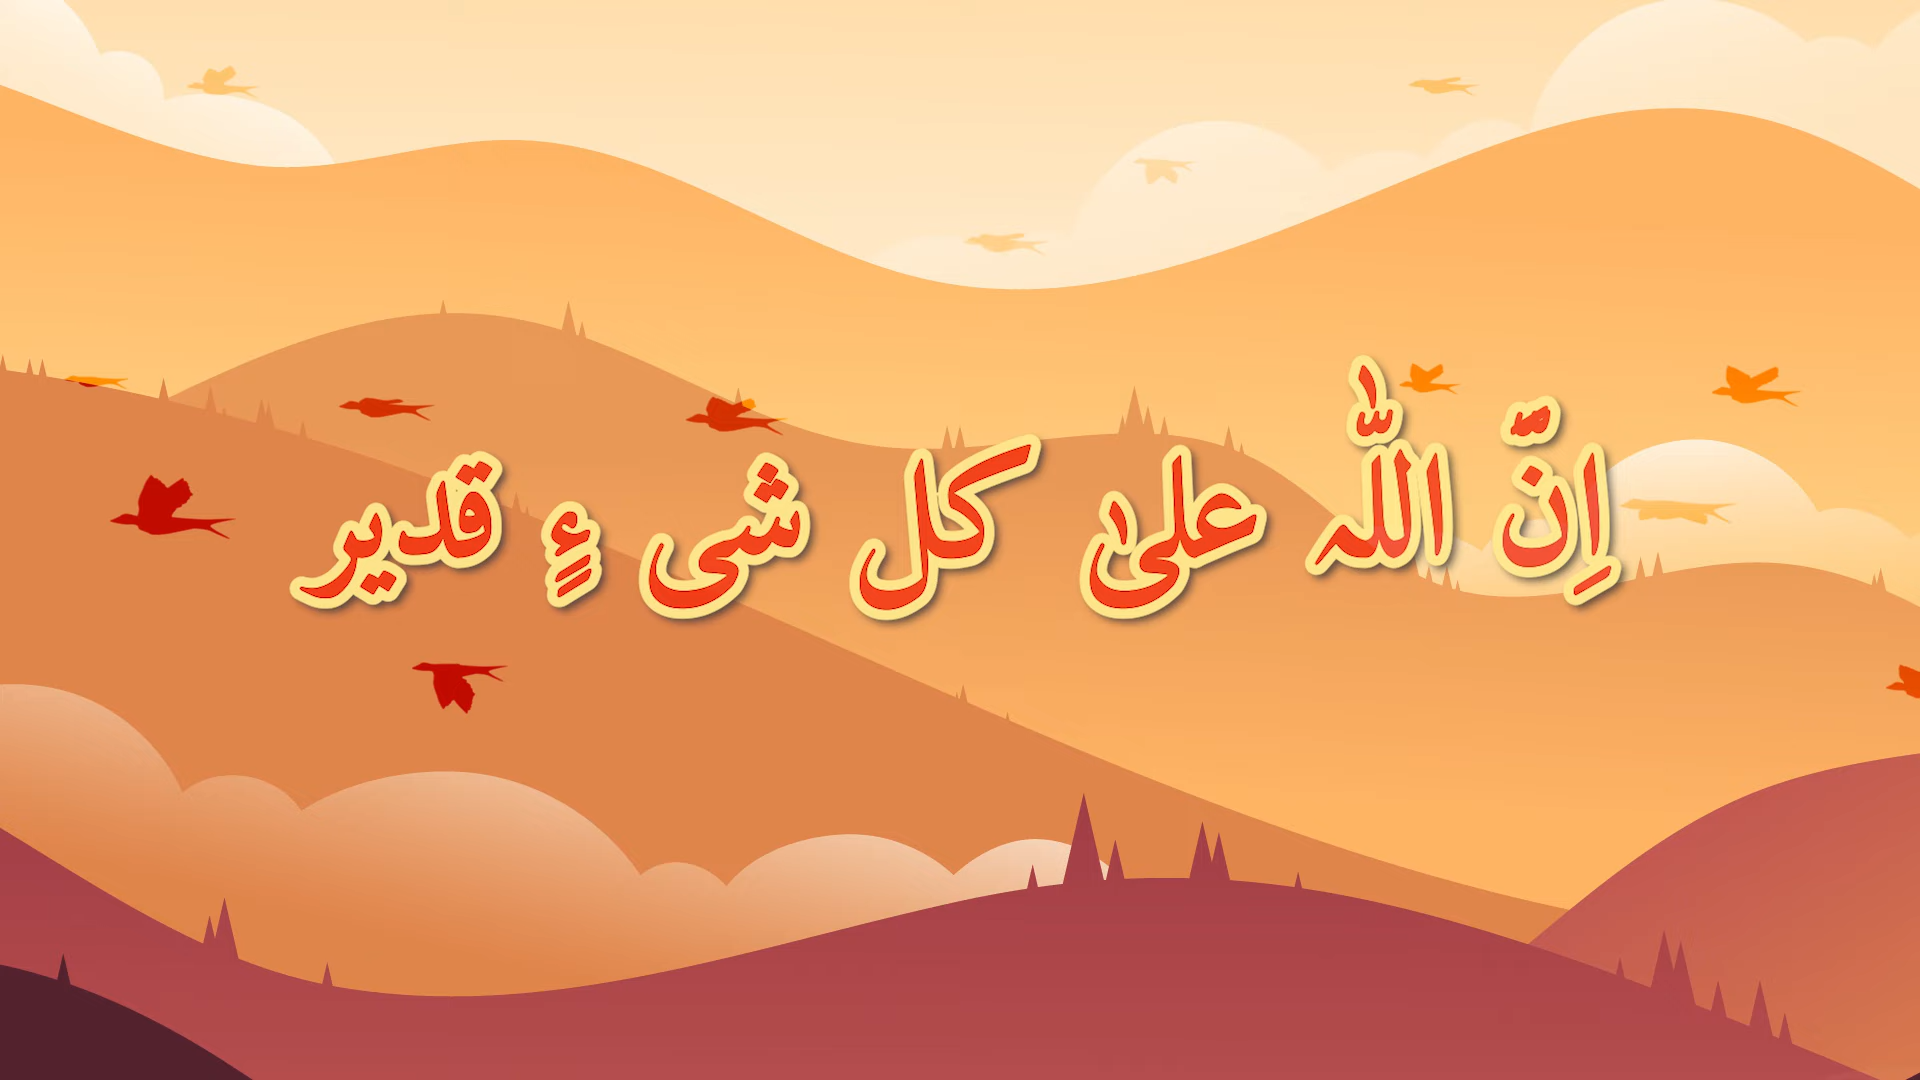 اِنَّ اللّٰہ علیٰ کل شی ءٍ قدیر